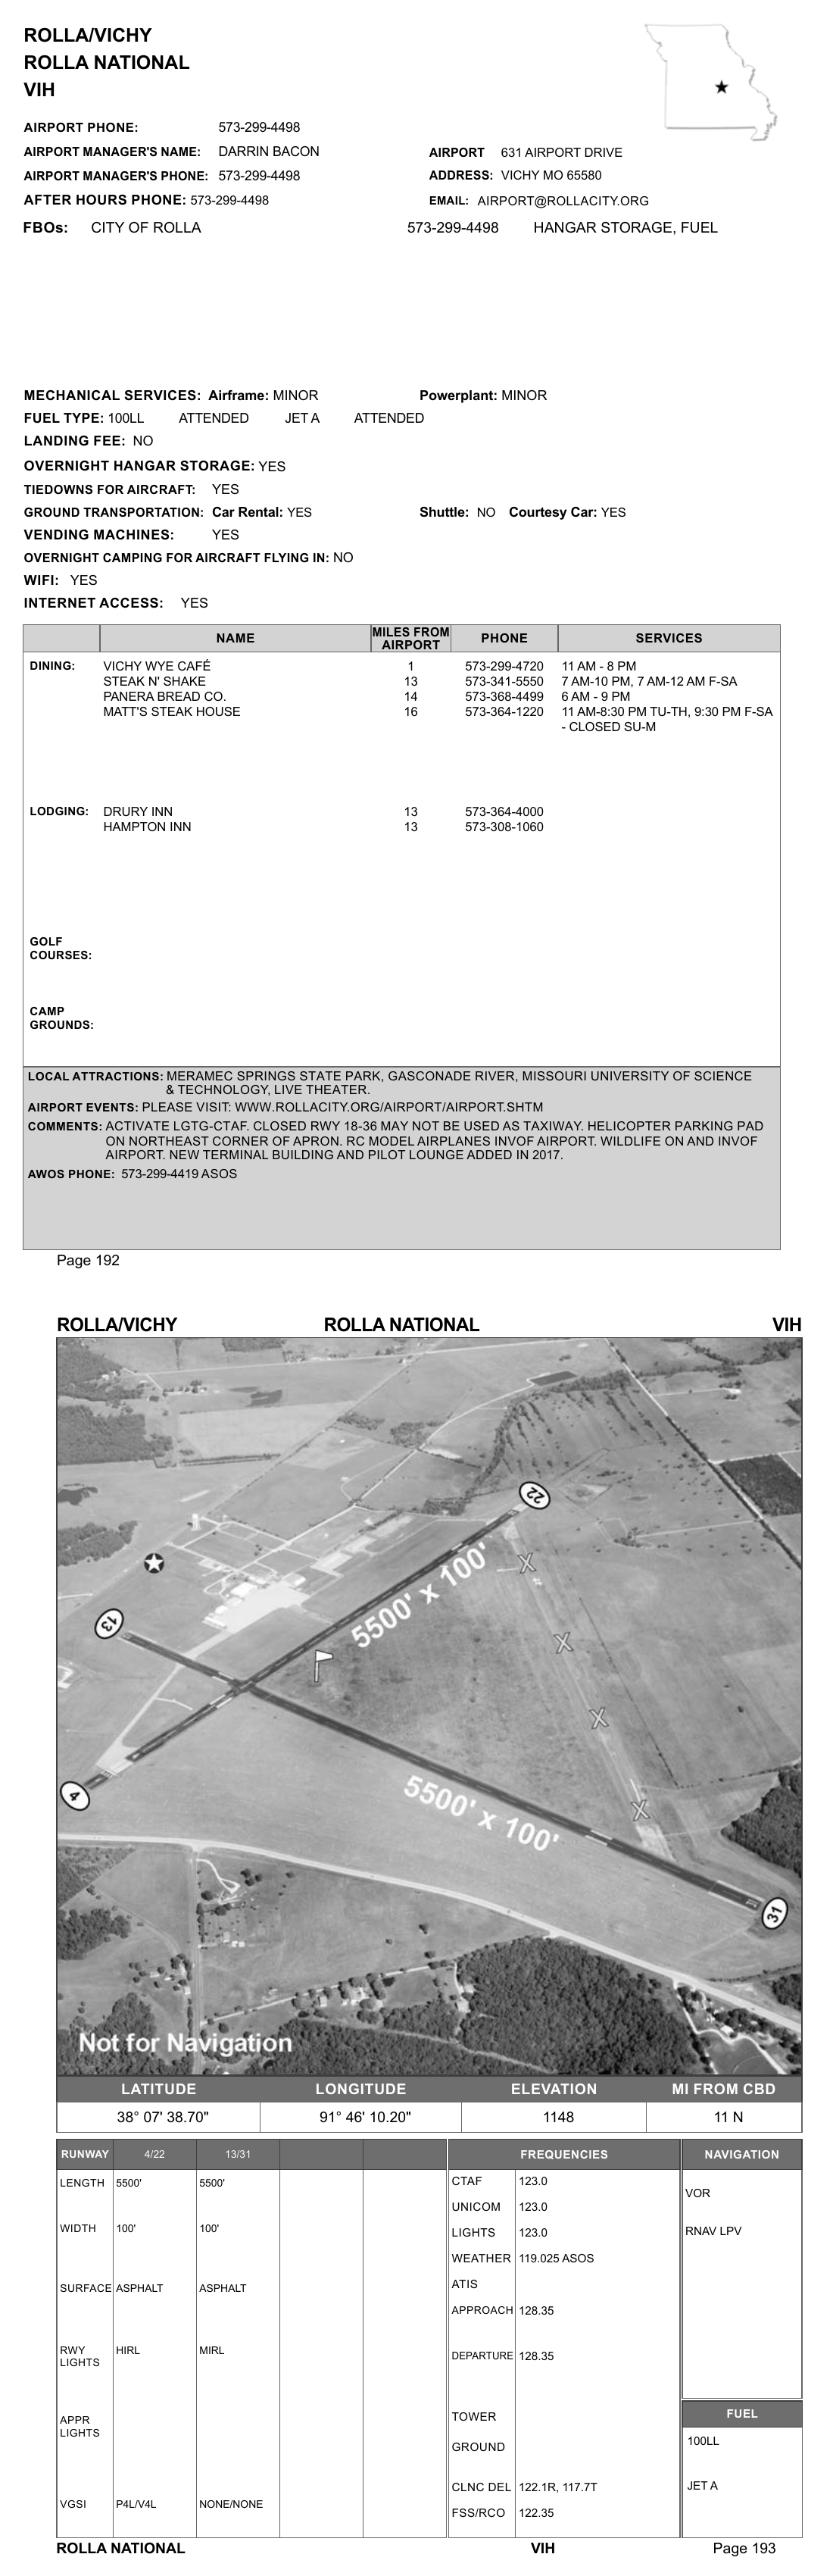 ROLLA/VICHY
ROLLA NATIONAL
VIH
AIRPORT PHONE: 573-299-4498
AIRPORT MANAGER'S NAME: DARRIN BACON
AIRPORT MANAGER'S PHONE: 573-299-4498
AFTER HOURS PHONE: 573-299-4498
AIRPORT 631 AIRPORT DRIVE
ADDRESS: VICHY MO 65580
EMAIL: AIRPORT@ROLLACITY.ORG
FBOs: CITY OF ROLLA 573-299-4498 HANGAR STORAGE, FUEL
MECHANICAL SERVICES: Airframe: MINOR Powerplant: MINOR
FUEL TYPE: 100LL ATTENDED JET A ATTENDED
LANDING FEE: NO
OVERNIGHT HANGAR STORAGE: YES
TIEDOWNS FOR AIRCRAFT: YES
GROUND TRANSPORTATION: Car Rental: YES Shuttle: NO Courtesy Car: YES
VENDING MACHINES: YES
OVERNIGHT CAMPING FOR AIRCRAFT FLYING IN: NO
WIFI: YES
INTERNET ACCESS: YES
NAME MILES FROM AIRPORT PHONE SERVICES
DINING: VICHY WYE CAFÉ 1 573-299-4720 11 AM - 8 PM
STEAK N' SHAKE 13 573-341-5550 7 AM-10 PM, 7 AM-12 AM F-SA
PANERA BREAD CO. 14 573-368-4499 6 AM - 9 PM
MATT'S STEAK HOUSE 16 573-364-1220 11 AM-8:30 PM TU-TH, 9:30 PM F-SA
- CLOSED SU-M
LODGING: DRURY INN 13 573-364-4000
HAMPTON INN 13 573-308-1060
GOLF
COURSES:
CAMP
GROUNDS:
LOCAL ATTRACTIONS: MERAMEC SPRINGS STATE PARK, GASCONADE RIVER, MISSOURI UNIVERSITY OF SCIENCE
& TECHNOLOGY, LIVE THEATER.
AIRPORT EVENTS: PLEASE VISIT: WWW.ROLLACITY.ORG/AIRPORT/AIRPORT.SHTM
COMMENTS: ACTIVATE LGTG-CTAF. CLOSED RWY 18-36 MAY NOT BE USED AS TAXIWAY. HELICOPTER PARKING PAD
ON NORTHEAST CORNER OF APRON. RC MODEL AIRPLANES INVOF AIRPORT. WILDLIFE ON AND INVOF
AIRPORT. NEW TERMINAL BUILDING AND PILOT LOUNGE ADDED IN 2017.
AWOS PHONE: 573-299-4419 ASOS
Page 192
ROLLA/VICHY ROLLA NATIONAL VIH
22
5500' x 100'
X
13
X
X
4
5500' x 100'
X
31
Not for Navigation
LATITUDE LONGITUDE ELEVATION MI FROM CBD
38° 07' 38.70" 91° 46' 10.20" 1148 11 N
RUNWAY 4/22 13/31
LENGTH 5500' 5500'
WIDTH 100' 100'
SURFACE ASPHALT ASPHALT
RWY LIGHTS HIRL MIRL
APPR
LIGHTS
VGSI P4L/V4L NONE/NONE
FREQUENCIES
CTAF 123.0
UNICOM 123.0
LIGHTS 123.0
WEATHER 119.025 ASOS
ATIS
APPROACH 128.35
DEPARTURE 128.35
TOWER
GROUND
CLNC DEL 122.1R, 117.7T
FSS/RCO 122.35
NAVIGATION
VOR
RNAV LPV
FUEL
100LL
JET A
ROLLA NATIONAL VIH Page 193